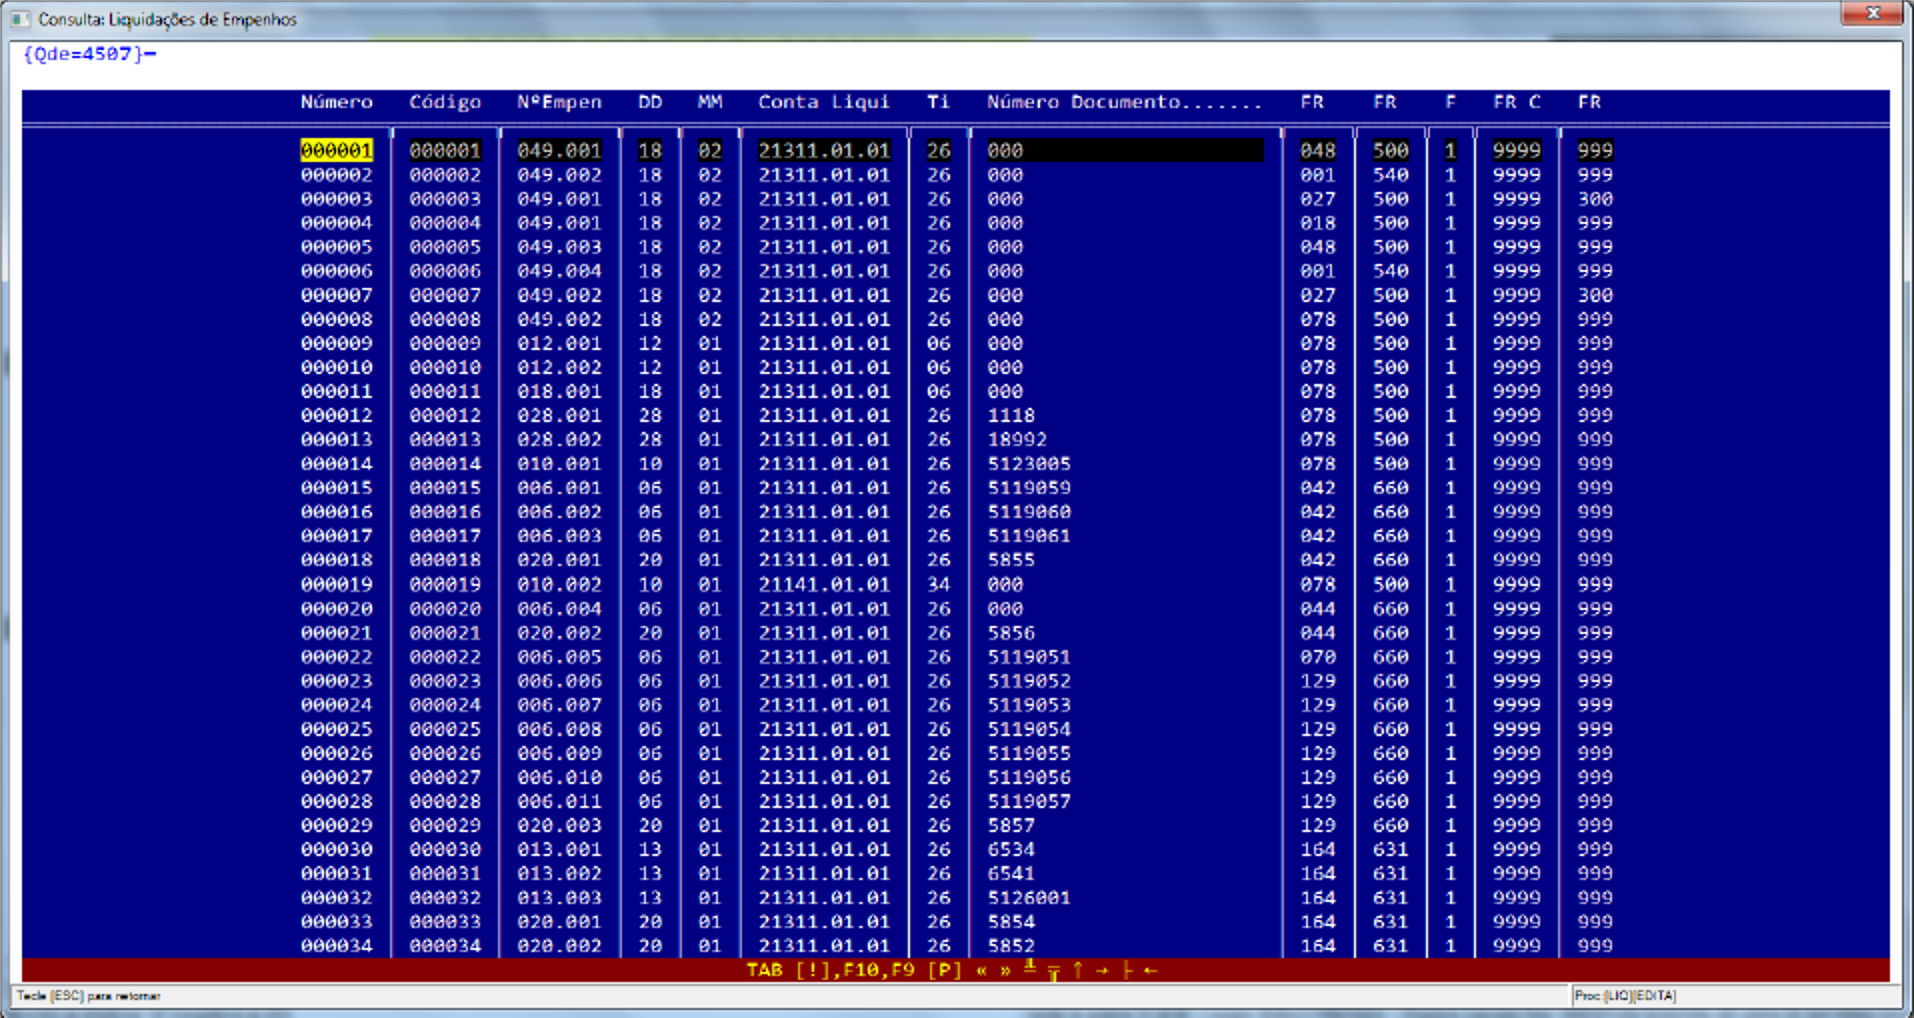 Consulta: Liquidações de Empenhos
{Qde=4507}
Número Código NºEmpen DD MM Conta Liqui Ti Número Documento....... FR FR F FR C FR
000001 000001 049.001 18 02 21311.01.01 26 000 048 500 1 9999 999
000002 000002 049.002 18 02 21311.01.01 26 000 001 540 1 9999 999
000003 000003 049.001 18 02 21311.01.01 26 000 027 500 1 9999 300
000004 000004 049.001 18 02 21311.01.01 26 000 018 500 1 9999 999
000005 000005 049.003 18 02 21311.01.01 26 000 048 500 1 9999 999
000006 000006 049.004 18 02 21311.01.01 26 000 001 540 1 9999 999
000007 000007 049.002 18 02 21311.01.01 26 000 027 500 1 9999 300
000008 000008 049.002 18 02 21311.01.01 26 000 078 500 1 9999 999
000009 000009 012.001 12 01 21311.01.01 06 000 078 500 1 9999 999
000010 000010 012.002 12 01 21311.01.01 06 000 078 500 1 9999 999
000011 000011 018.001 18 01 21311.01.01 06 000 078 500 1 9999 999
000012 000012 028.001 28 01 21311.01.01 26 1118 078 500 1 9999 999
000013 000013 028.002 28 01 21311.01.01 26 18992 078 500 1 9999 999
000014 000014 010.001 10 01 21311.01.01 26 5123005 078 500 1 9999 999
000015 000015 006.001 06 01 21311.01.01 26 5119059 042 660 1 9999 999
000016 000016 006.002 06 01 21311.01.01 26 5119060 042 660 1 9999 999
000017 000017 006.003 06 01 21311.01.01 26 5119061 042 660 1 9999 999
000018 000018 020.001 20 01 21311.01.01 26 5855 042 660 1 9999 999
000019 000019 010.002 10 01 21141.01.01 34 000 078 500 1 9999 999
000020 000020 006.004 06 01 21311.01.01 26 000 044 660 1 9999 999
000021 000021 020.002 20 01 21311.01.01 26 5856 044 660 1 9999 999
000022 000022 006.005 06 01 21311.01.01 26 5119051 070 660 1 9999 999
000023 000023 006.006 06 01 21311.01.01 26 5119052 129 660 1 9999 999
000024 000024 006.007 06 01 21311.01.01 26 5119053 129 660 1 9999 999
000025 000025 006.008 06 01 21311.01.01 26 5119054 129 660 1 9999 999
000026 000026 006.009 06 01 21311.01.01 26 5119055 129 660 1 9999 999
000027 000027 006.010 06 01 21311.01.01 26 5119056 129 660 1 9999 999
000028 000028 006.011 06 01 21311.01.01 26 5119057 129 660 1 9999 999
000029 000029 020.003 20 01 21311.01.01 26 5857 129 660 1 9999 999
000030 000030 013.001 13 01 21311.01.01 26 6534 164 631 1 9999 999
000031 000031 013.002 13 01 21311.01.01 26 6541 164 631 1 9999 999
000032 000032 013.003 13 01 21311.01.01 26 5126001 164 631 1 9999 999
000033 000033 020.001 20 01 21311.01.01 26 5854 164 631 1 9999 999
000034 000034 020.002 20 01 21311.01.01 26 5852 164 631 1 9999 999
TAB [!],F10,F9 [P] « » ╩ ╦ ↑ → ├ ←
Tecle [ESC] para retornar
Proc:[LIQ][EDITA]